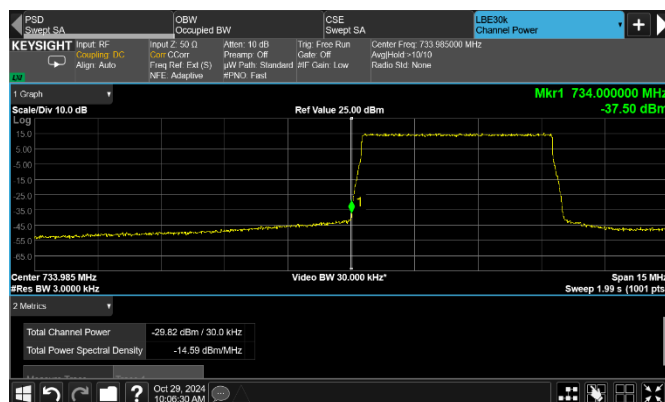 PSD
Swept SA
OBW
Occupied BW
CSE
Swept SA
LBE30k
Channel Power
KEYSIGHT
Input: RF
Coupling: DC
Align: Auto
Input Z: 50 Ω
Corr CCorr
Freq Ref: Ext (S)
NFE: Adaptive
Atten: 10 dB
Preamp: Off
µW Path: Standard
#PNO: Fast
Trig: Free Run
Gate: Off
#IF Gain: Low
Center Freq: 733.985000 MHz
Avg|Hold:>10/10
Radio Std: None
1 Graph
Mkr1 734.000000 MHz
-37.50 dBm
Scale/Div 10.0 dB
Ref Value 25.00 dBm
Log
15.0
5.00
-5.00
-15.0
-25.0
-35.0
-45.0
-55.0
-65.0
1
Center 733.985 MHz
#Res BW 3.0000 kHz
Video BW 30.000 kHz*
Span 15 MHz
Sweep 1.99 s (1001 pts)
2 Metrics
Total Channel Power
-29.82 dBm / 30.0 kHz
Total Power Spectral Density
-14.59 dBm/MHz
?
Oct 29, 2024
10:06:30 AM